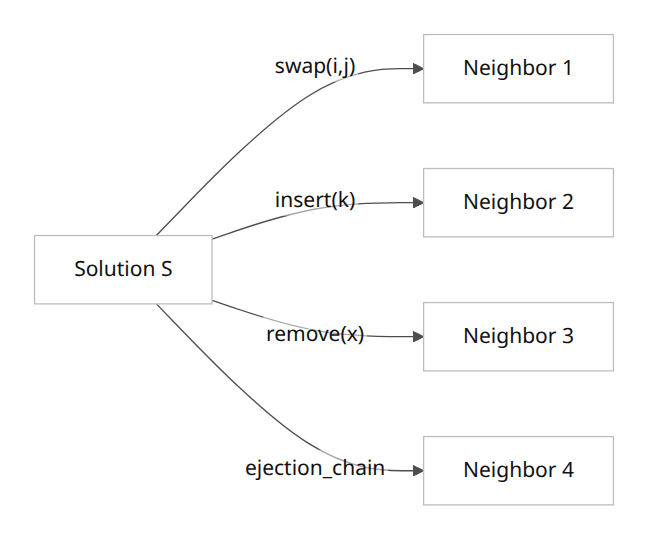 swap(i,j)
Neighbor 1
insert(k)
Neighbor 2
Solution S
remove(x)
Neighbor 3
ejection_chain
Neighbor 4